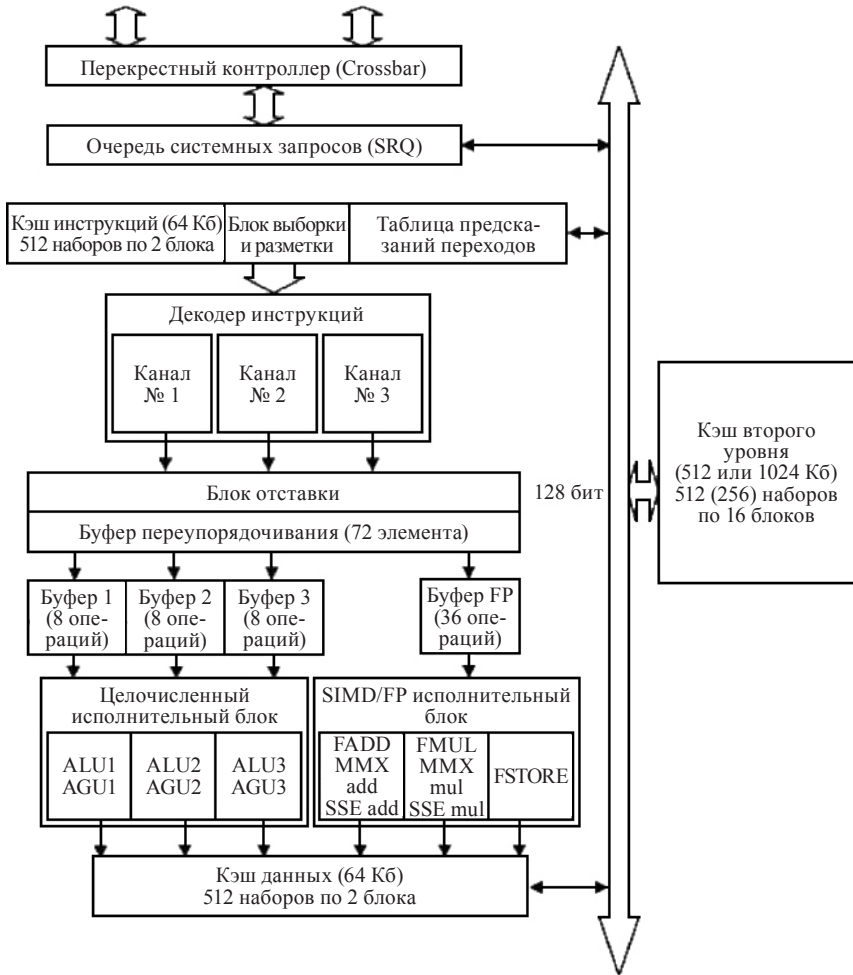 Перекрестный контроллер (Crossbar)
Очередь системных запросов (SRQ)
Кэш инструкций (64 Кб)
512 наборов по 2 блока
Блок выборки
и разметки
Таблица предска-
заний переходов
Декодер инструкций
Канал
№ 1
Канал
№ 2
Канал
№ 3
Блок отставки
Буфер переупорядочивания (72 элемента)
128 бит
Кэш второго
уровня
(512 или 1024 Кб)
512 (256) наборов
по 16 блоков
Буфер 1
(8 опе-
раций)
Буфер 2
(8 опе-
раций)
Буфер 3
(8 опе-
раций)
Буфер FP
(36 опе-
раций)
Целочисленный
исполнительный блок
ALU1
AGU1
ALU2
AGU2
ALU3
AGU3
SIMD/FP исполнительный
блок
FADD
MMX
add
SSE add
FMUL
MMX
mul
SSE mul
FSTORE
Кэш данных (64 Кб)
512 наборов по 2 блока